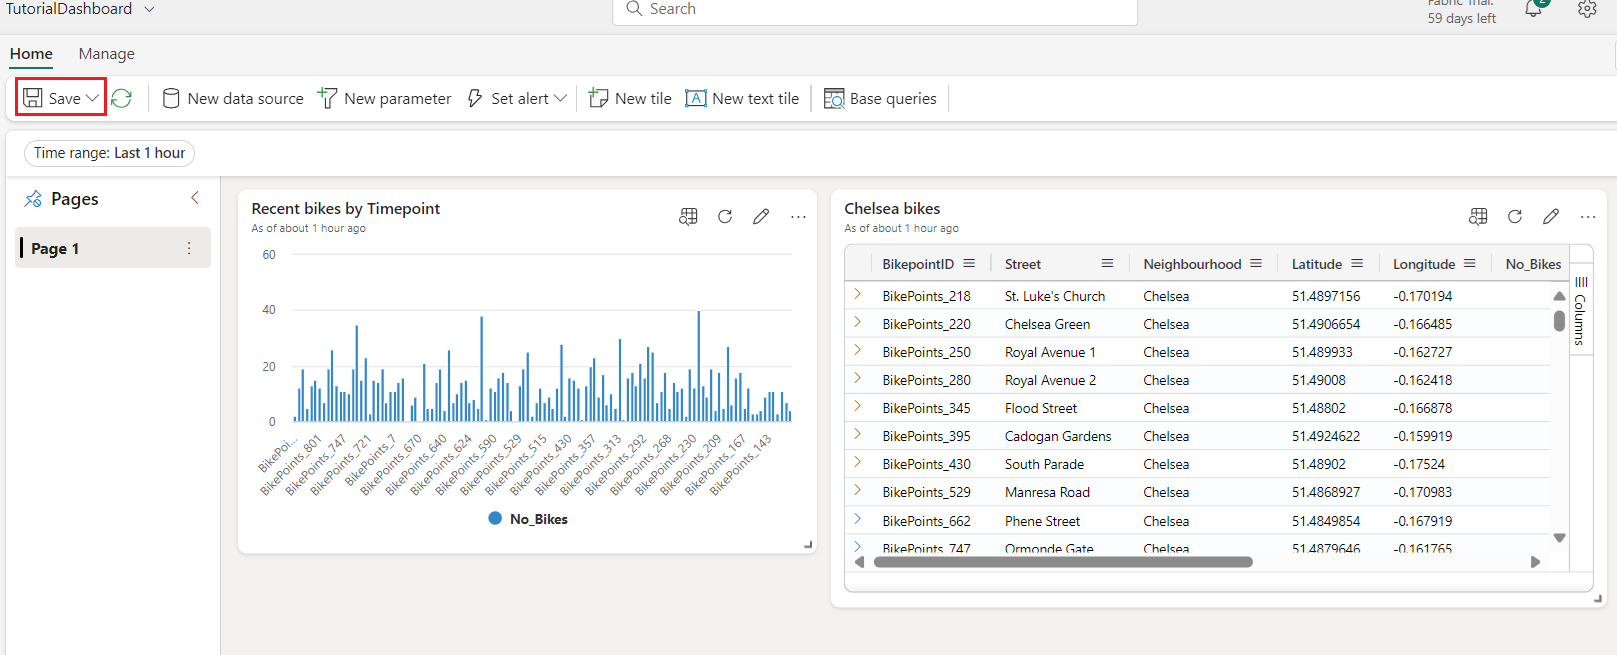 TutorialDashboard
Search
Fabric Trial:
59 days left
2
Home Manage
Save
New data source
New parameter
Set alert
New tile
New text tile
Base queries
Time range: Last 1 hour
Pages
Page 1
Recent bikes by Timepoint
As of about 1 hour ago
60
40
20
0
BikePoi...
BikePoints_801
BikePoints_747
BikePoints_721
BikePoints_7
BikePoints_670
BikePoints_640
BikePoints_624
BikePoints_590
BikePoints_529
BikePoints_515
BikePoints_430
BikePoints_357
BikePoints_313
BikePoints_292
BikePoints_268
BikePoints_230
BikePoints_209
BikePoints_167
BikePoints_143
No_Bikes
Chelsea bikes
As of about 1 hour ago
BikepointID Street Neighbourhood Latitude Longitude No_Bikes
BikePoints_218 St. Luke's Church Chelsea 51.4897156 -0.170194
BikePoints_220 Chelsea Green Chelsea 51.4906654 -0.166485
BikePoints_250 Royal Avenue 1 Chelsea 51.489933 -0.162727
BikePoints_280 Royal Avenue 2 Chelsea 51.49008 -0.162418
BikePoints_345 Flood Street Chelsea 51.48802 -0.166878
BikePoints_395 Cadogan Gardens Chelsea 51.4924622 -0.159919
BikePoints_430 South Parade Chelsea 51.48902 -0.17524
BikePoints_529 Manresa Road Chelsea 51.4868927 -0.170983
BikePoints_662 Phene Street Chelsea 51.4849854 -0.167919
BikePoints_747 Ormonde Gate Chelsea 51.4879646 -0.161765
Columns